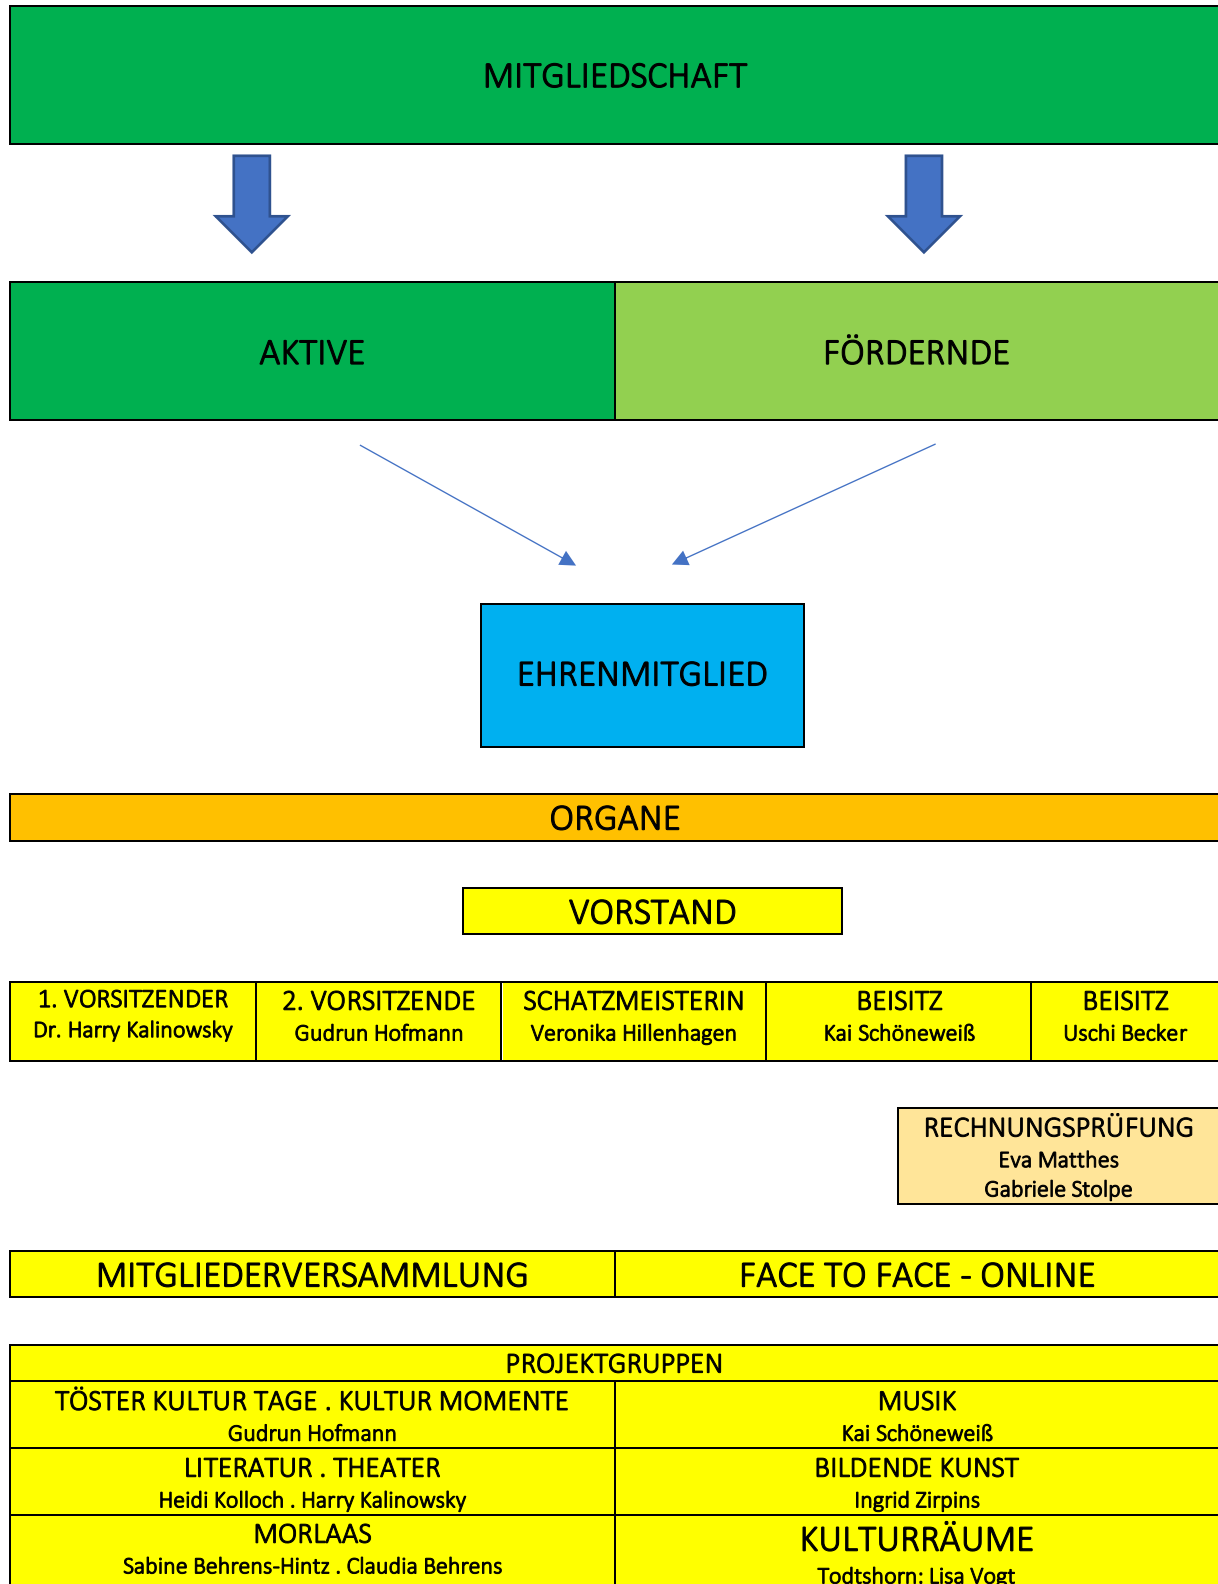 MITGLIEDSCHAFT
AKTIVE
FÖRDERNDE
EHRENMITGLIED
ORGANE
VORSTAND
1. VORSITZENDER
Dr. Harry Kalinowsky
2. VORSITZENDE
Gudrun Hofmann
SCHATZMEISTERIN
Veronika Hillenhagen
BEISITZ
Kai Schöneweiß
BEISITZ
Uschi Becker
RECHNUNGSPRÜFUNG
Eva Matthes
Gabriele Stolpe
MITGLIEDERVERSAMMLUNG
FACE TO FACE - ONLINE
PROJEKTGRUPPEN
TÖSTER KULTUR TAGE . KULTUR MOMENTE
Gudrun Hofmann
MUSIK
Kai Schöneweiß
LITERATUR . THEATER
Heidi Kolloch . Harry Kalinowsky
BILDENDE KUNST
Ingrid Zirpins
MORLAAS
Sabine Behrens-Hintz . Claudia Behrens
KULTURRÄUME
Todtshorn: Lisa Vogt